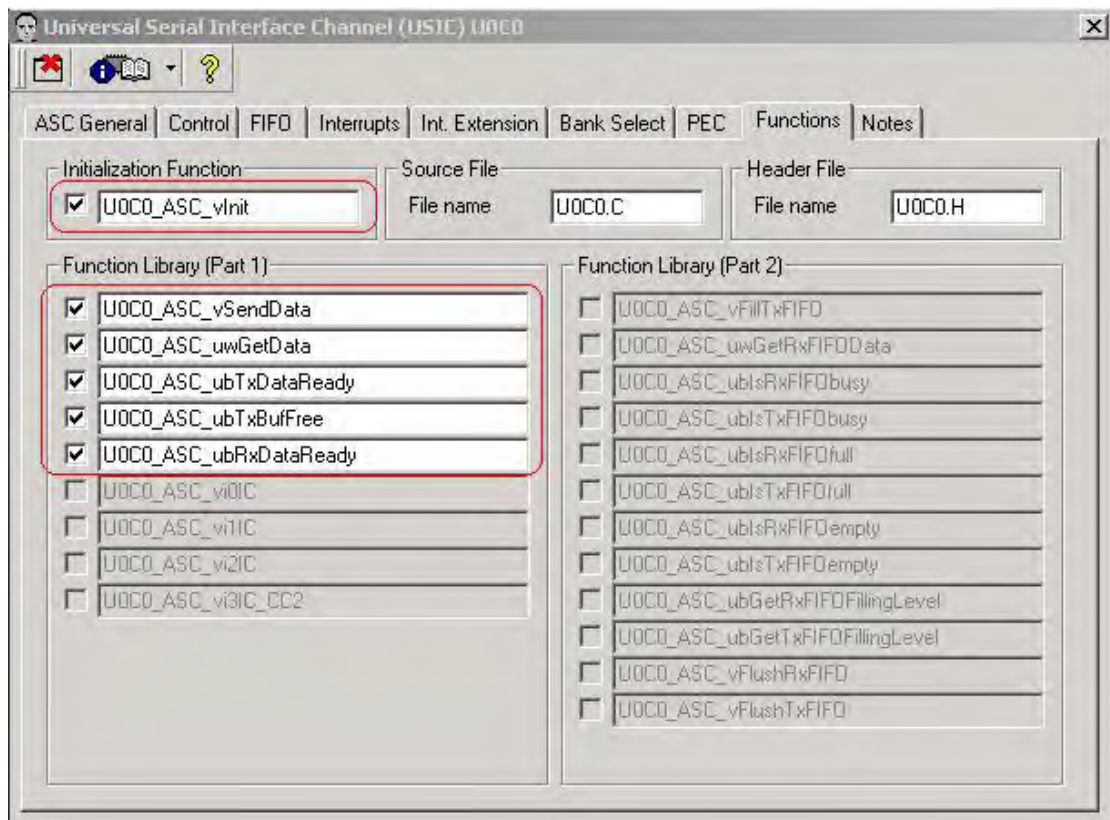 Universal Serial Interface Channel (USIC) U0C0
ASC General Control FIFO Interrupts Int. Extension Bank Select PEC Functions Notes
Initialization Function
U0C0_ASC_vInit
Source File
File name U0C0.C
Header File
File name U0C0.H
Function Library (Part 1)
U0C0_ASC_vSendData
U0C0_ASC_uwGetData
U0C0_ASC_ubTxDataReady
U0C0_ASC_ubTxBufFree
U0C0_ASC_ubRxDataReady
U0C0_ASC_vi0IC
U0C0_ASC_vi1IC
U0C0_ASC_vi2IC
U0C0_ASC_vi3IC_CC2
Function Library (Part 2)
U0C0_ASC_vFillTxFIFO
U0C0_ASC_uwGetRxFIFOData
U0C0_ASC_ubIsRxFIFObusy
U0C0_ASC_ubIsTxFIFObusy
U0C0_ASC_ubIsRxFIFOfull
U0C0_ASC_ubIsTxFIFOfull
U0C0_ASC_ubIsRxFIFOempty
U0C0_ASC_ubIsTxFIFOempty
U0C0_ASC_ubGetRxFIFOFillingLevel
U0C0_ASC_ubGetTxFIFOFillingLevel
U0C0_ASC_vFlushRxFIFO
U0C0_ASC_vFlushTxFIFO